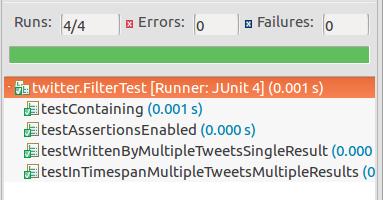 Runs: 4/4 Errors: 0 Failures: 0
twitter.FilterTest [Runner: JUnit 4] (0.001 s)
testContaining (0.001 s)
testAssertionsEnabled (0.000 s)
testWrittenByMultipleTweetsSingleResult (0.000
testInTimespanMultipleTweetsMultipleResults (0